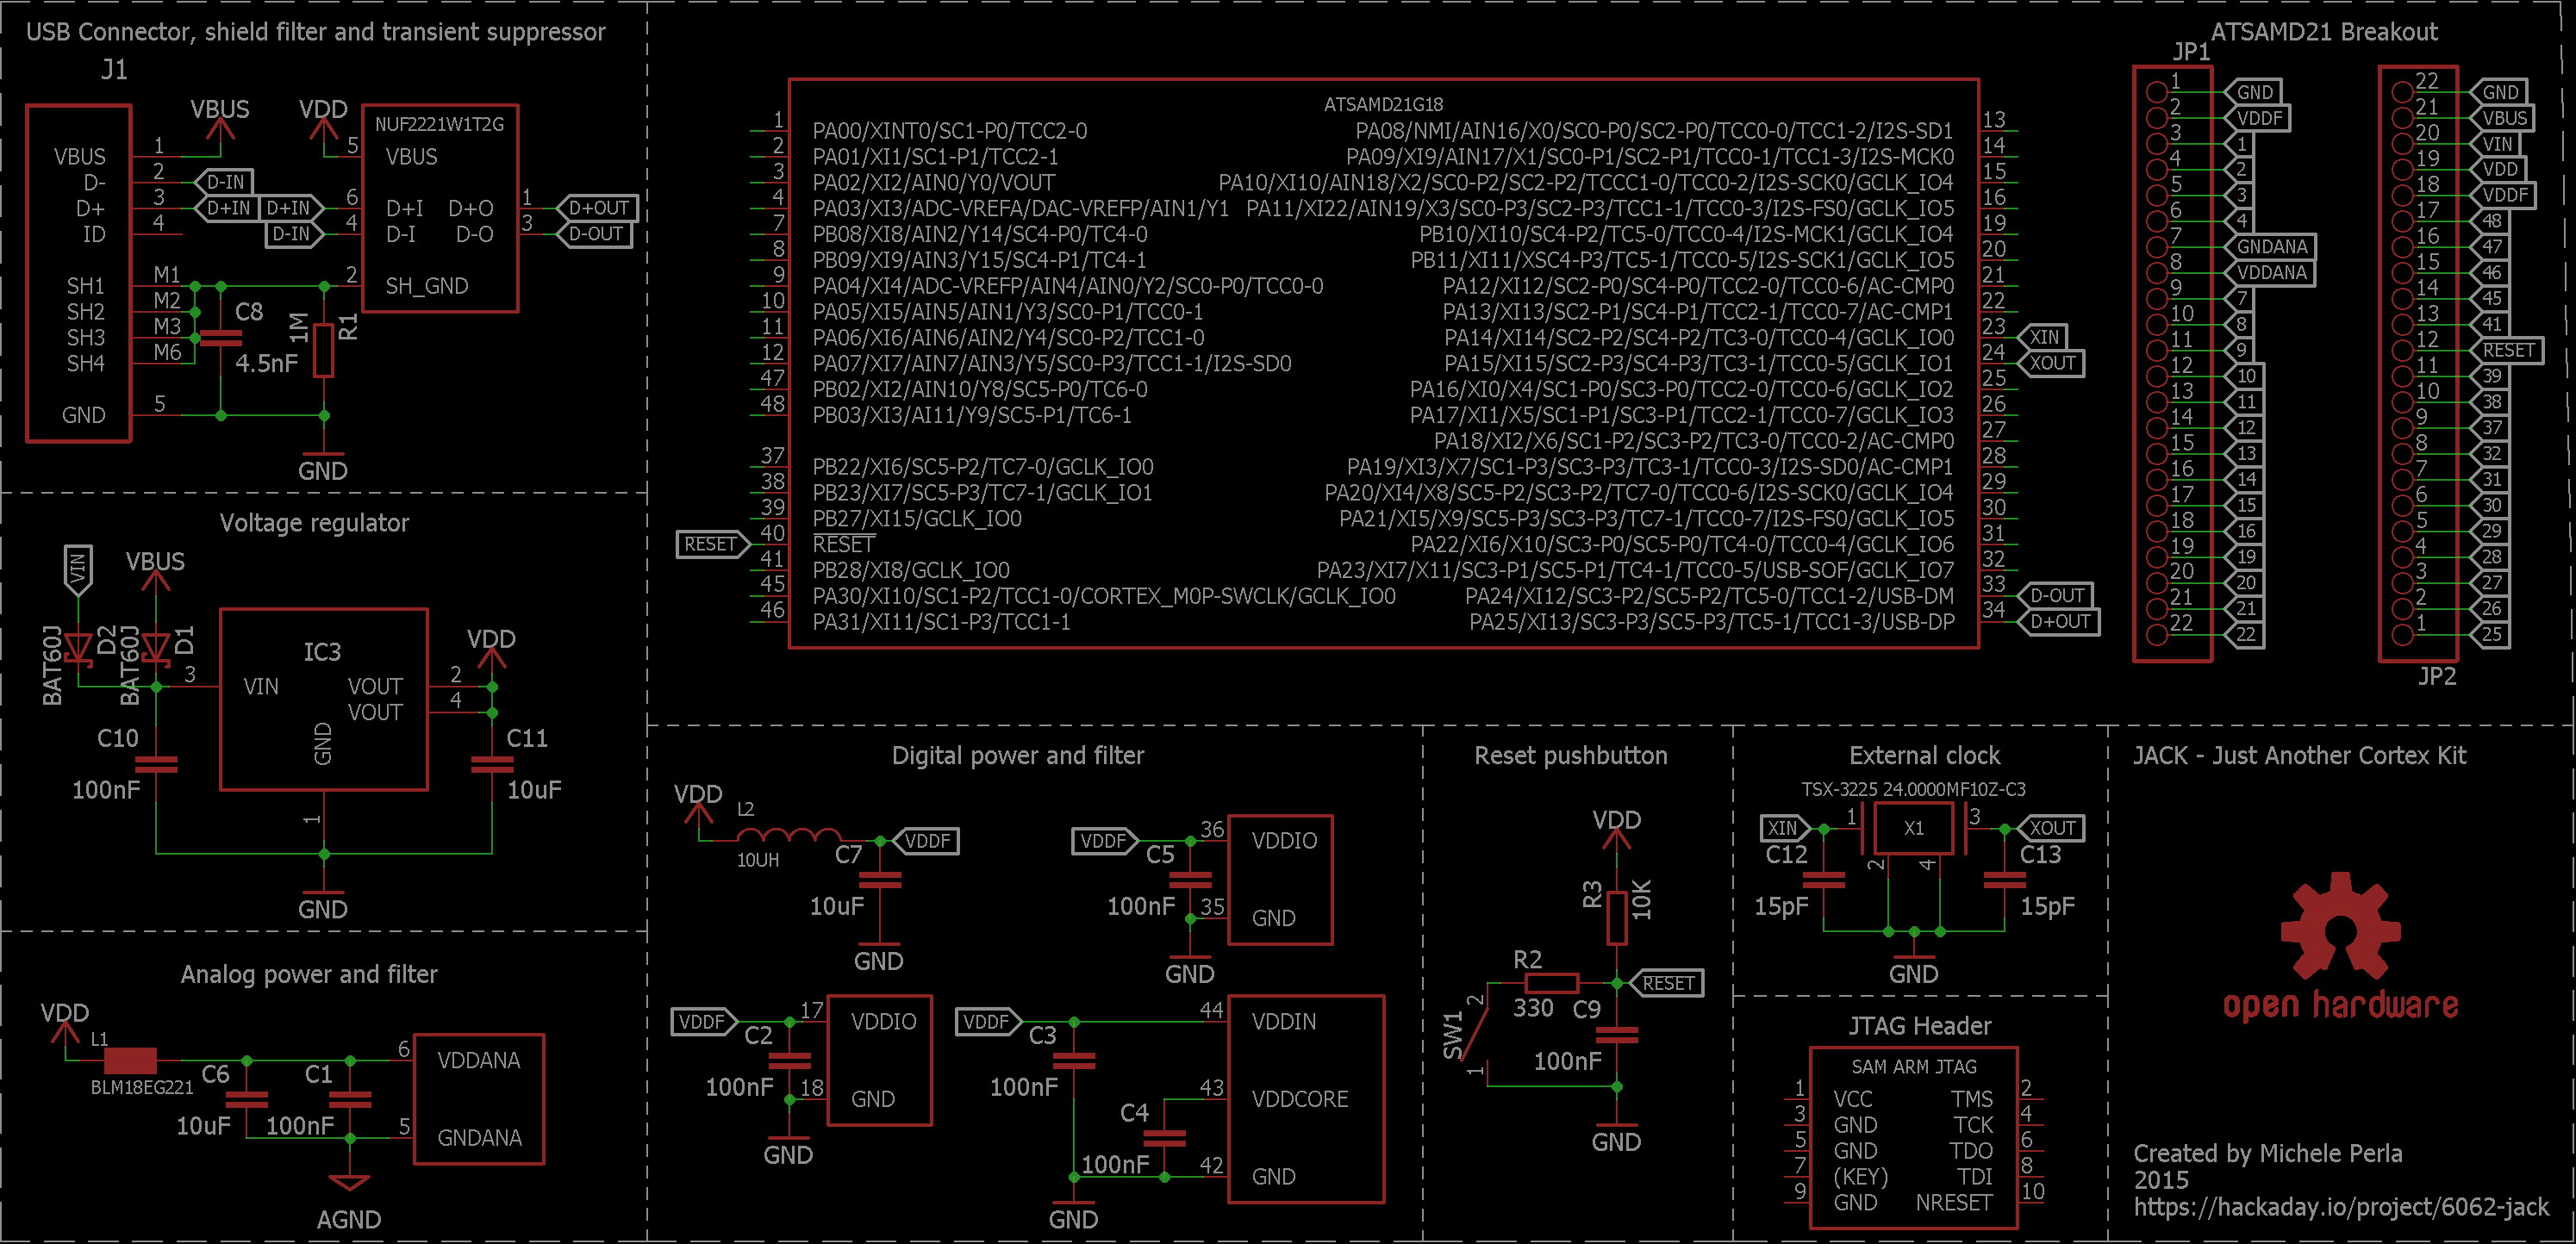 USB Connector, shield filter and transient suppressor
J1
VBUS
VDD
NUF2221W1T2G
VBUS 1
D- 2 D-IN
D+ 3 D+IN
ID 4
5 VBUS
D+IN 6 D+I D+O 1 D+OUT
D-IN 4 D-I D-O 3 D-OUT
2 SH_GND
SH1 M1
SH2 M2
SH3 M3
SH4 M6
GND 5
C8
4.5nF
1M
R1
GND
Voltage regulator
VIN
VBUS
BAT60J
D2
BAT60J
D1
IC3
VDD
3 VIN VOUT 2
VOUT 4
GND
1
C10
100nF
C11
10uF
GND
Analog power and filter
VDD
L1
BLM18EG221
C6
10uF
C1
100nF
6 VDDANA
5 GNDANA
AGND
ATSAMD21G18
1 PA00/XINT0/SC1-P0/TCC2-0
2 PA01/XI1/SC1-P1/TCC2-1
3 PA02/XI2/AIN0/Y0/VOUT
4 PA03/XI3/ADC-VREFA/DAC-VREFP/AIN1/Y1
7 PB08/XI8/AIN2/Y14/SC4-P0/TC4-0
8 PB09/XI9/AIN3/Y15/SC4-P1/TC4-1
9 PA04/XI4/ADC-VREFP/AIN4/AIN0/Y2/SC0-P0/TCC0-0
10 PA05/XI5/AIN5/AIN1/Y3/SC0-P1/TCC0-1
11 PA06/XI6/AIN6/AIN2/Y4/SC0-P2/TCC1-0
12 PA07/XI7/AIN7/AIN3/Y5/SC0-P3/TCC1-1/I2S-SD0
47 PB02/XI2/AIN10/Y8/SC5-P0/TC6-0
48 PB03/XI3/AI11/Y9/SC5-P1/TC6-1
37 PB22/XI6/SC5-P2/TC7-0/GCLK_IO0
38 PB23/XI7/SC5-P3/TC7-1/GCLK_IO1
39 PB27/XI15/GCLK_IO0
RESET 40 RESET
41 PB28/XI8/GCLK_IO0
45 PA30/XI10/SC1-P2/TCC1-0/CORTEX_M0P-SWCLK/GCLK_IO0
46 PA31/XI11/SC1-P3/TCC1-1
PA08/NMI/AIN16/X0/SC0-P0/SC2-P0/TCC0-0/TCC1-2/I2S-SD1 13
PA09/XI9/AIN17/X1/SC0-P1/SC2-P1/TCC0-1/TCC1-3/I2S-MCK0 14
PA10/XI10/AIN18/X2/SC0-P2/SC2-P2/TCCC1-0/TCC0-2/I2S-SCK0/GCLK_IO4 15
PA11/XI22/AIN19/X3/SC0-P3/SC2-P3/TCC1-1/TCC0-3/I2S-FS0/GCLK_IO5 16
PB10/XI10/SC4-P2/TC5-0/TCC0-4/I2S-MCK1/GCLK_IO4 19
PB11/XI11/XSC4-P3/TC5-1/TCC0-5/I2S-SCK1/GCLK_IO5 20
PA12/XI12/SC2-P0/SC4-P0/TCC2-0/TCC0-6/AC-CMP0 21
PA13/XI13/SC2-P1/SC4-P1/TCC2-1/TCC0-7/AC-CMP1 22
PA14/XI14/SC2-P2/SC4-P2/TC3-0/TCC0-4/GCLK_IO0 23 XIN
PA15/XI15/SC2-P3/SC4-P3/TC3-1/TCC0-5/GCLK_IO1 24 XOUT
PA16/XI0/X4/SC1-P0/SC3-P0/TCC2-0/TCC0-6/GCLK_IO2 25
PA17/XI1/X5/SC1-P1/SC3-P1/TCC2-1/TCC0-7/GCLK_IO3 26
PA18/XI2/X6/SC1-P2/SC3-P2/TC3-0/TCC0-2/AC-CMP0 27
PA19/XI3/X7/SC1-P3/SC3-P3/TC3-1/TCC0-3/I2S-SD0/AC-CMP1 28
PA20/XI4/X8/SC5-P2/SC3-P2/TC7-0/TCC0-6/I2S-SCK0/GCLK_IO4 29
PA21/XI5/X9/SC5-P3/SC3-P3/TC7-1/TCC0-7/I2S-FS0/GCLK_IO5 30
PA22/XI6/X10/SC3-P0/SC5-P0/TC4-0/TCC0-4/GCLK_IO6 31
PA23/XI7/X11/SC3-P1/SC5-P1/TC4-1/TCC0-5/USB-SOF/GCLK_IO7 32
PA24/XI12/SC3-P2/SC5-P2/TC5-0/TCC1-2/USB-DM 33 D-OUT
PA25/XI13/SC3-P3/SC5-P3/TC5-1/TCC1-3/USB-DP 34 D+OUT
ATSAMD21 Breakout
JP1
1 GND
2 VDDF
3 1
4 2
5 3
6 4
7 GNDANA
8 VDDANA
9 7
10 8
11 9
12 10
13 11
14 12
15 13
16 14
17 15
18 16
19 19
20 20
21 21
22 22
22 GND
21 VBUS
20 VIN
19 VDD
18 VDDF
17 48
16 47
15 46
14 45
13 41
12 RESET
11 39
10 38
9 37
8 32
7 31
6 30
5 29
4 28
3 27
2 26
1 25
JP2
Digital power and filter
VDD
L2
10UH
C7
10uF
VDDF
GND
VDDF
C5
100nF
36 VDDIO
35 GND
GND
VDDF
C2
100nF
17 VDDIO
18 GND
GND
VDDF
C3
100nF
C4
100nF
44 VDDIN
43 VDDCORE
42 GND
GND
Reset pushbutton
VDD
R3
10K
R2
330
RESET
C9
100nF
SW1
2
1
GND
External clock
TSX-3225 24.0000MF10Z-C3
XIN 1 X1 3 XOUT
2 4
C12
15pF
C13
15pF
GND
JTAG Header
SAM ARM JTAG
1 VCC TMS 2
3 GND TCK 4
5 GND TDO 6
7 (KEY) TDI 8
9 GND NRESET 10
JACK - Just Another Cortex Kit
open hardware
Created by Michele Perla
2015
https://hackaday.io/project/6062-jack